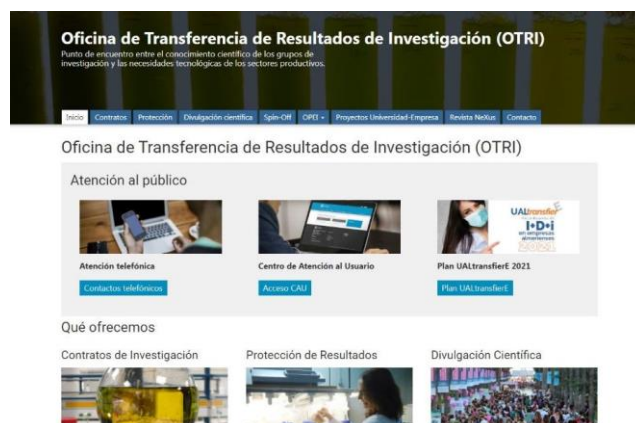 Oficina de Transferencia de Resultados de Investigación (OTRI)
Punto de encuentro entre el conocimiento científico de los grupos de
investigación y las necesidades tecnológicas de los sectores productivos.
Inicio Contratos Protección Divulgación científica Spin-Off OPEI Proyectos Universidad-Empresa Revista NeXus Contacto
Oficina de Transferencia de Resultados de Investigación (OTRI)
Atención al público
UALtransfierE
I+D+i
en empresas
almerienses
2021
Atención telefónica Centro de Atención al Usuario Plan UALtransfierE 2021
Contactos telefónicos Acceso CAU Plan UALtransfierE
Qué ofrecemos
Contratos de Investigación Protección de Resultados Divulgación Científica